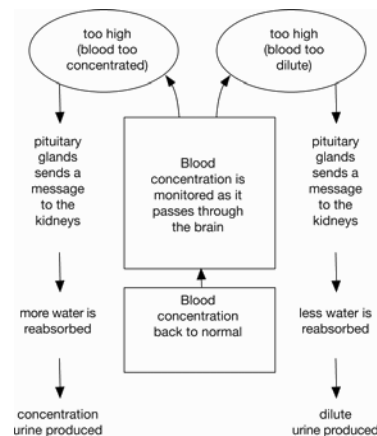 too high
(blood too
concentrated)
too high
(blood too
dilute)
pituitary
glands
sends a
message
to the
kidneys
Blood
concentration is
monitored as it
passes through
the brain
pituitary
glands
sends a
message
to the
kidneys
more water is
reabsorbed
Blood
concentration
back to normal
less water is
reabsorbed
concentration
urine produced
dilute
urine produced